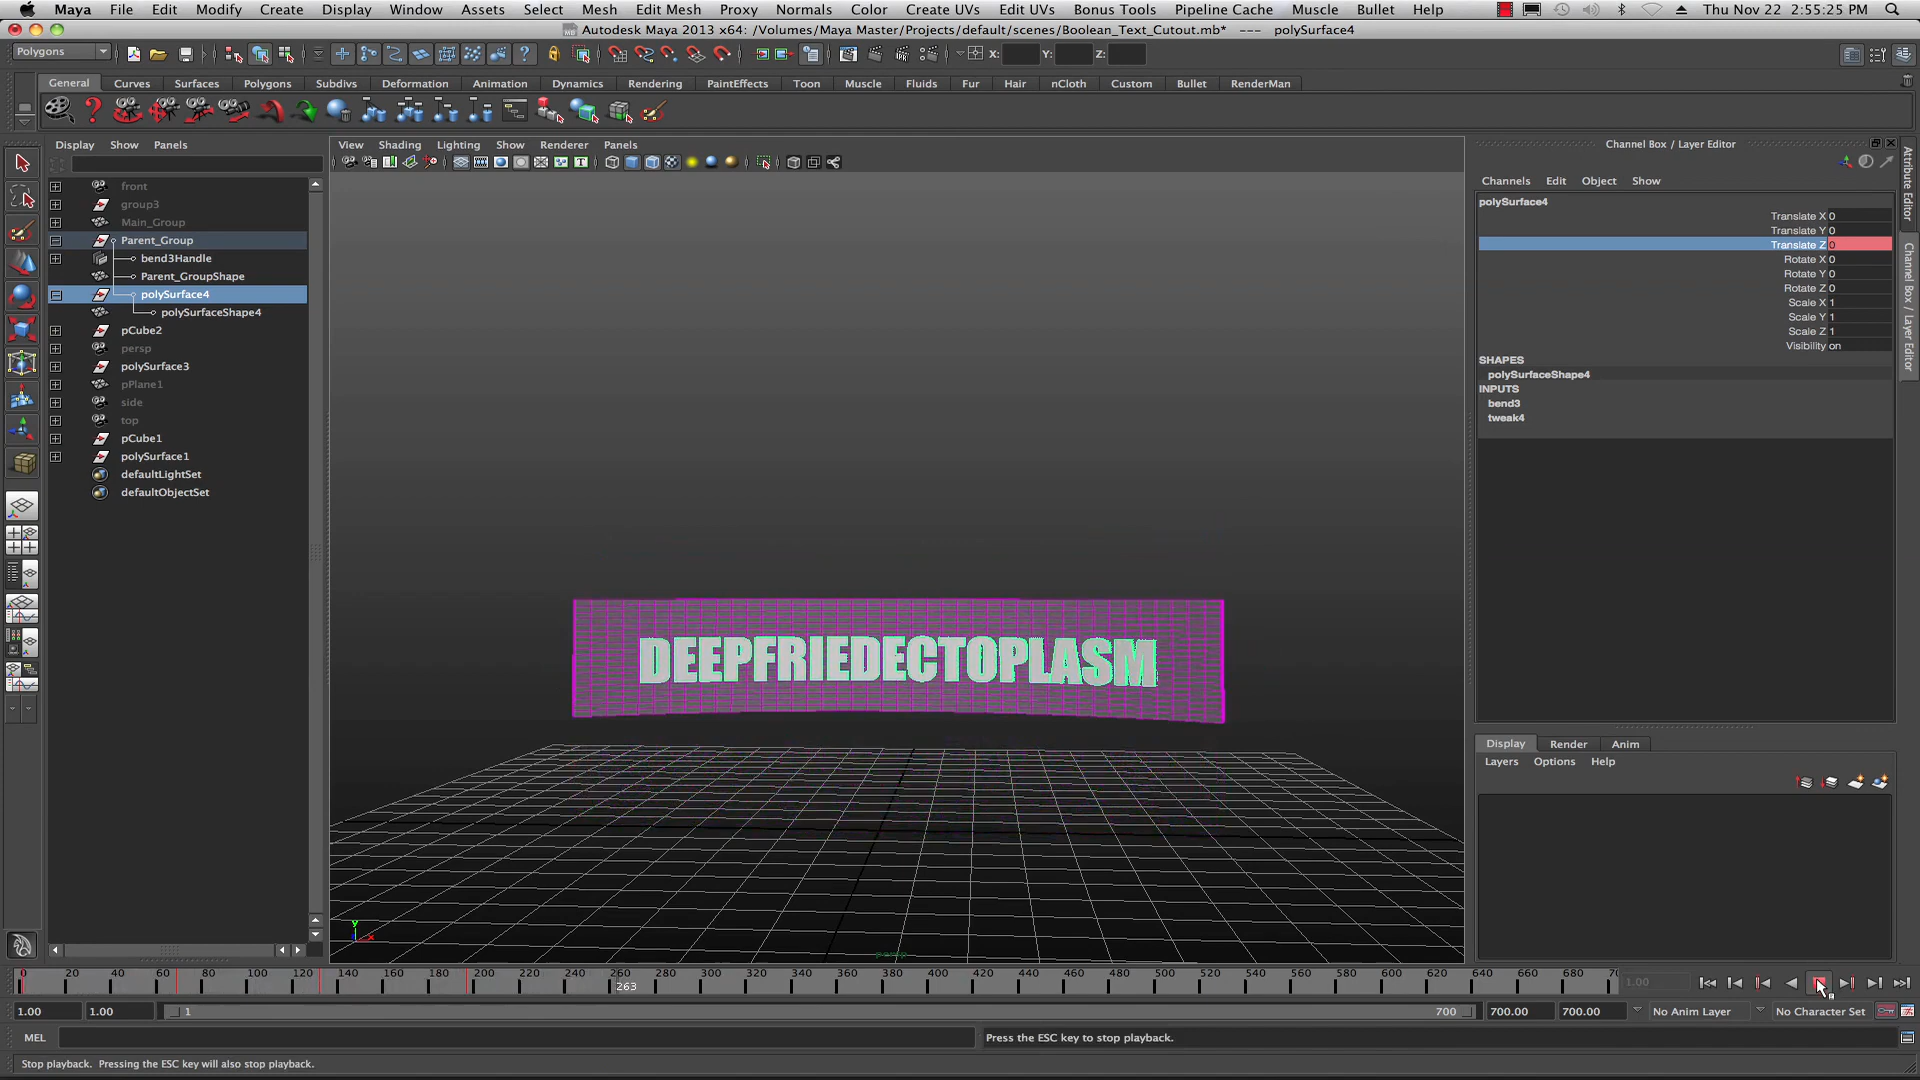 Maya File Edit Modify Create Display Window Assets Select Mesh Edit Mesh Proxy Normals Color Create UVs Edit UVs Bonus Tools Pipeline Cache Muscle Bullet Help Thu Nov 22 2:55:25 PM
Autodesk Maya 2013 x64: /Volumes/Maya Master/Projects/default/scenes/Boolean_Text_Cutout.mb* --- polySurface4
Polygons X: Y: Z:
General Curves Surfaces Polygons Subdivs Deformation Animation Dynamics Rendering PaintEffects Toon Muscle Fluids Fur Hair nCloth Custom Bullet RenderMan
Display Show Panels
View Shading Lighting Show Renderer Panels
Channel Box / Layer Editor
Channels Edit Object Show
front
group3
Main_Group
Parent_Group
bend3Handle
Parent_GroupShape
polySurface4
polySurfaceShape4
pCube2
persp
polySurface3
pPlane1
side
top
pCube1
polySurface1
defaultLightSet
defaultObjectSet
DEEPFRIEDECTOPLASM
y
x
persp
polySurface4
Translate X 0
Translate Y 0
Translate Z 0
Rotate X 0
Rotate Y 0
Rotate Z 0
Scale X 1
Scale Y 1
Scale Z 1
Visibility on
SHAPES
polySurfaceShape4
INPUTS
bend3
tweak4
Attribute Editor
Channel Box / Layer Editor
Display Render Anim
Layers Options Help
0 20 40 60 80 100 120 140 160 180 200 220 240 260 280 300 320 340 360 380 400 420 440 460 480 500 520 540 560 580 600 620 640 660 680 70
263
1.00
1.00 1.00 1 700 700.00 700.00 No Anim Layer No Character Set
MEL Press the ESC key to stop playback.
Stop playback. Pressing the ESC key will also stop playback.